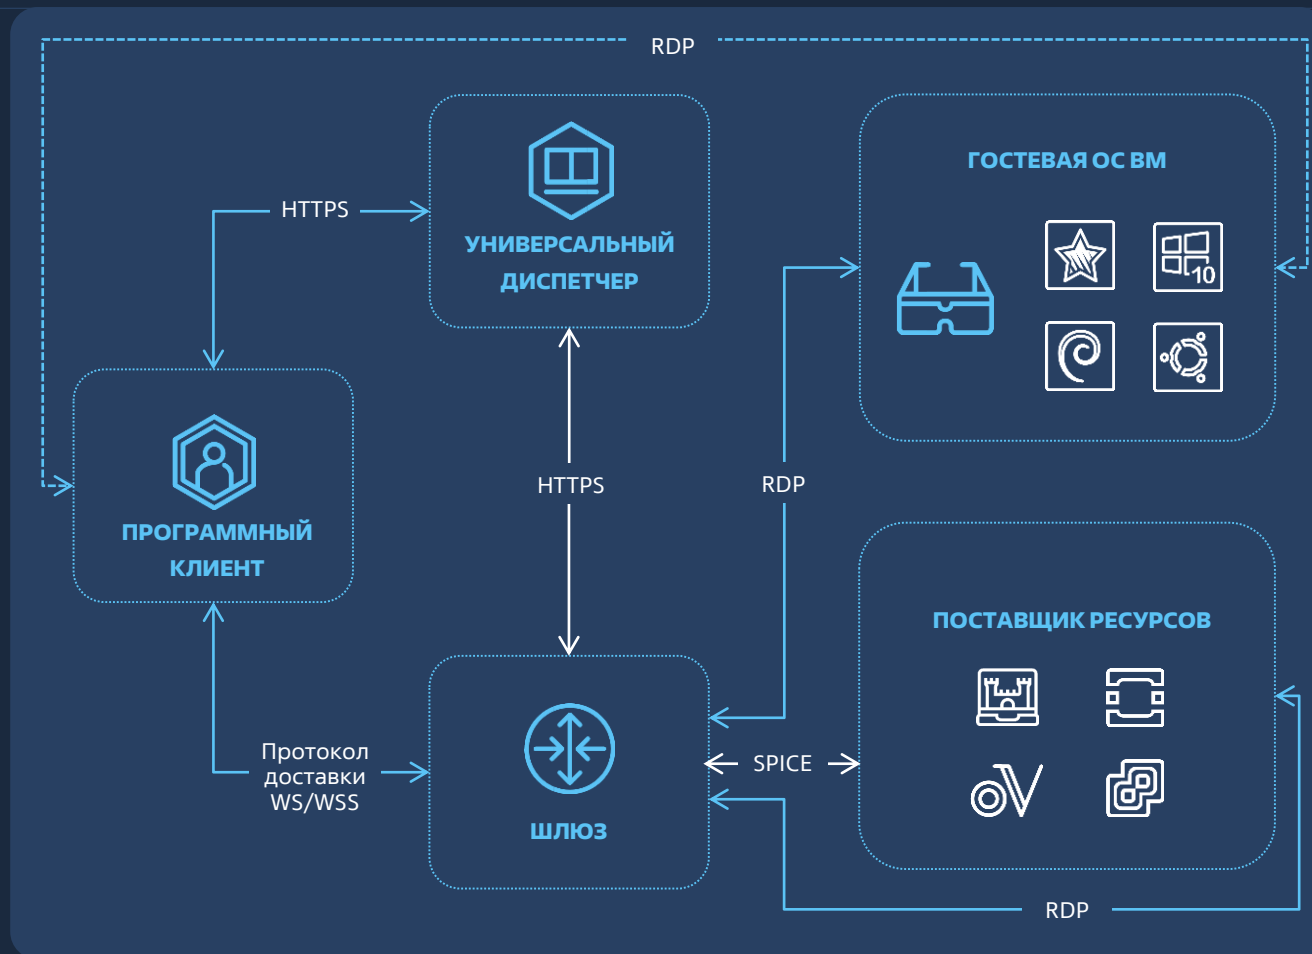 RDP
HTTPS
УНИВЕРСАЛЬНЫЙ
ДИСПЕТЧЕР
ГОСТЕВАЯ ОС ВМ
10
ПРОГРАММНЫЙ
КЛИЕНТ
HTTPS
RDP
ПОСТАВЩИК РЕСУРСОВ
Протокол
доставки
WS/WSS
ШЛЮЗ
SPICE
oV
RDP